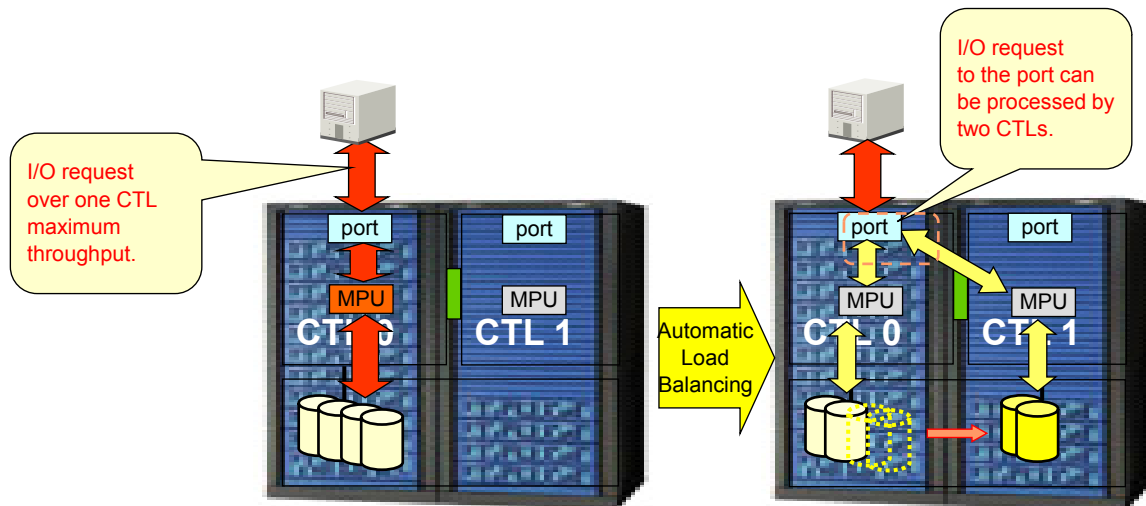 I/O request
over one CTL
maximum
throughput.
port
port
MPU
MPU
CTL 0
CTL 1
Automatic
Load
Balancing
I/O request
to the port can
be processed by
two CTLs.
port
port
MPU
MPU
CTL 0
CTL 1